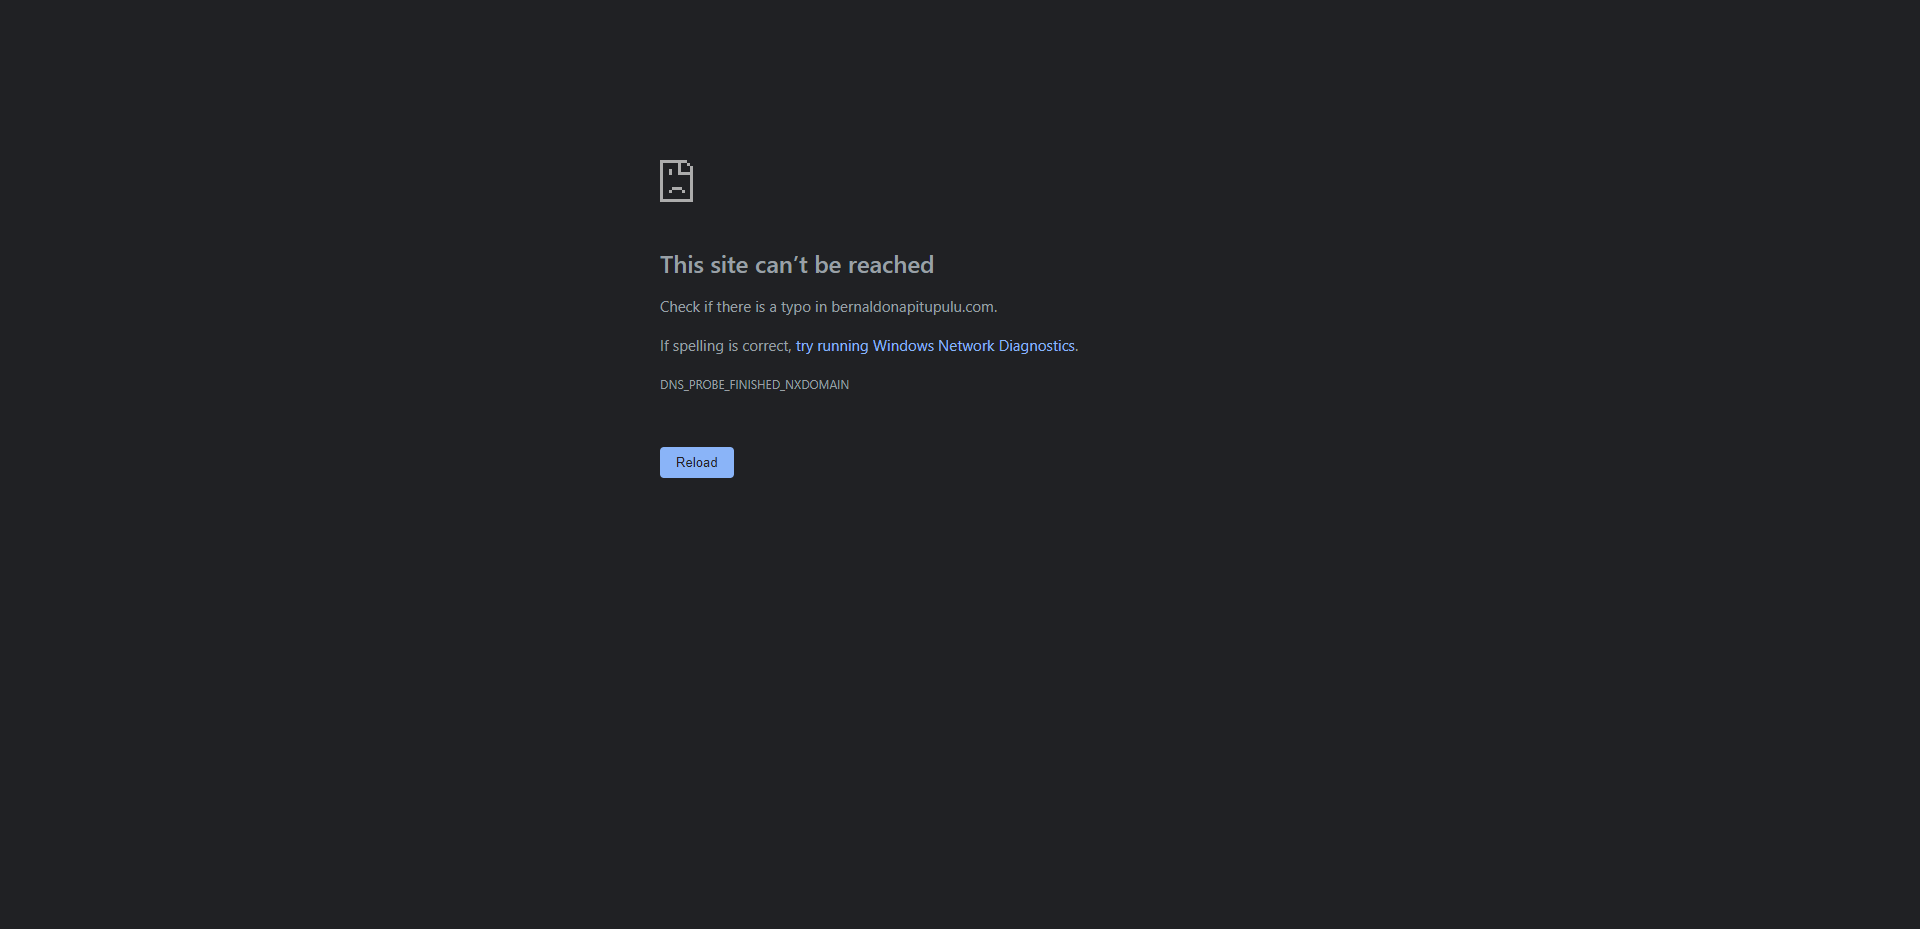 This site can’t be reached
Check if there is a typo in bernaldonapitupulu.com.
If spelling is correct, try running Windows Network Diagnostics.
DNS_PROBE_FINISHED_NXDOMAIN
Reload